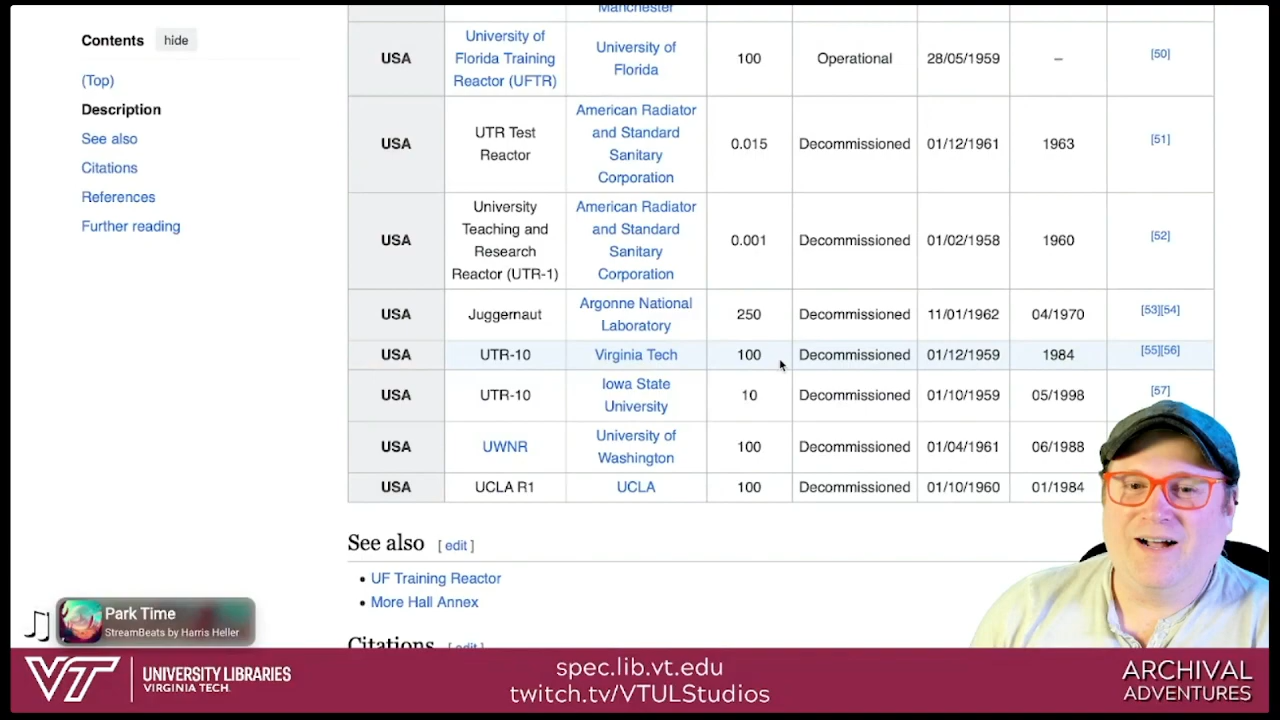 Manchester
Contents hide
(Top)
Description
See also
Citations
References
Further reading
USA
University of
Florida Training
Reactor (UFTR)
University of
Florida
100
Operational
28/05/1959
–
[50]
USA
UTR Test
Reactor
American Radiator
and Standard
Sanitary
Corporation
0.015
Decommissioned
01/12/1961
1963
[51]
USA
University
Teaching and
Research
Reactor (UTR-1)
American Radiator
and Standard
Sanitary
Corporation
0.001
Decommissioned
01/02/1958
1960
[52]
USA
Juggernaut
Argonne National
Laboratory
250
Decommissioned
11/01/1962
04/1970
[53][54]
USA
UTR-10
Virginia Tech
100
Decommissioned
01/12/1959
1984
[55][56]
USA
UTR-10
Iowa State
University
10
Decommissioned
01/10/1959
05/1998
[57]
USA
UWNR
University of
Washington
100
Decommissioned
01/04/1961
06/1988
USA
UCLA R1
UCLA
100
Decommissioned
01/10/1960
01/1984
See also [ edit ]
• UF Training Reactor
• More Hall Annex
Citations [ edit ]
Park Time
StreamBeats by Harris Heller
VT
UNIVERSITY LIBRARIES
VIRGINIA TECH.
spec.lib.vt.edu
twitch.tv/VTULStudios
ARCHIVAL
ADVENTURES